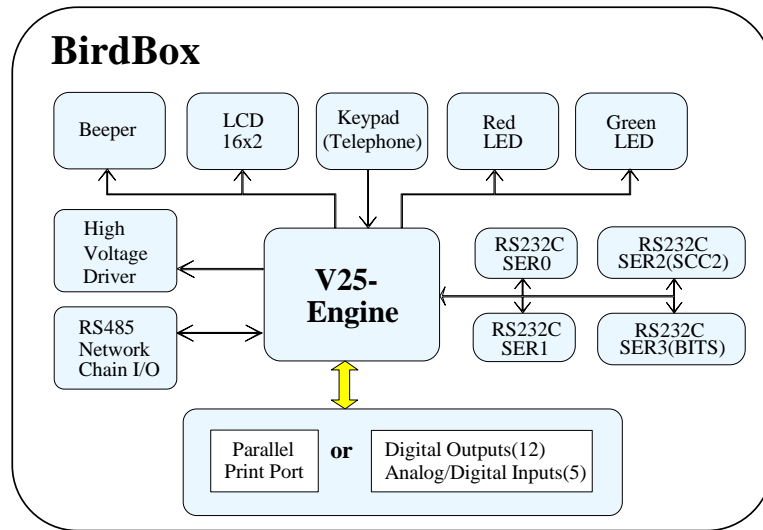 BirdBox
Beeper
LCD
16x2
Keypad
(Telephone)
Red
LED
Green
LED
High
Voltage
Driver
V25-
Engine
RS232C
SER0
RS232C
SER2(SCC2)
RS485
Network
Chain I/O
RS232C
SER1
RS232C
SER3(BITS)
Parallel
Print Port
or
Digital Outputs(12)
Analog/Digital Inputs(5)